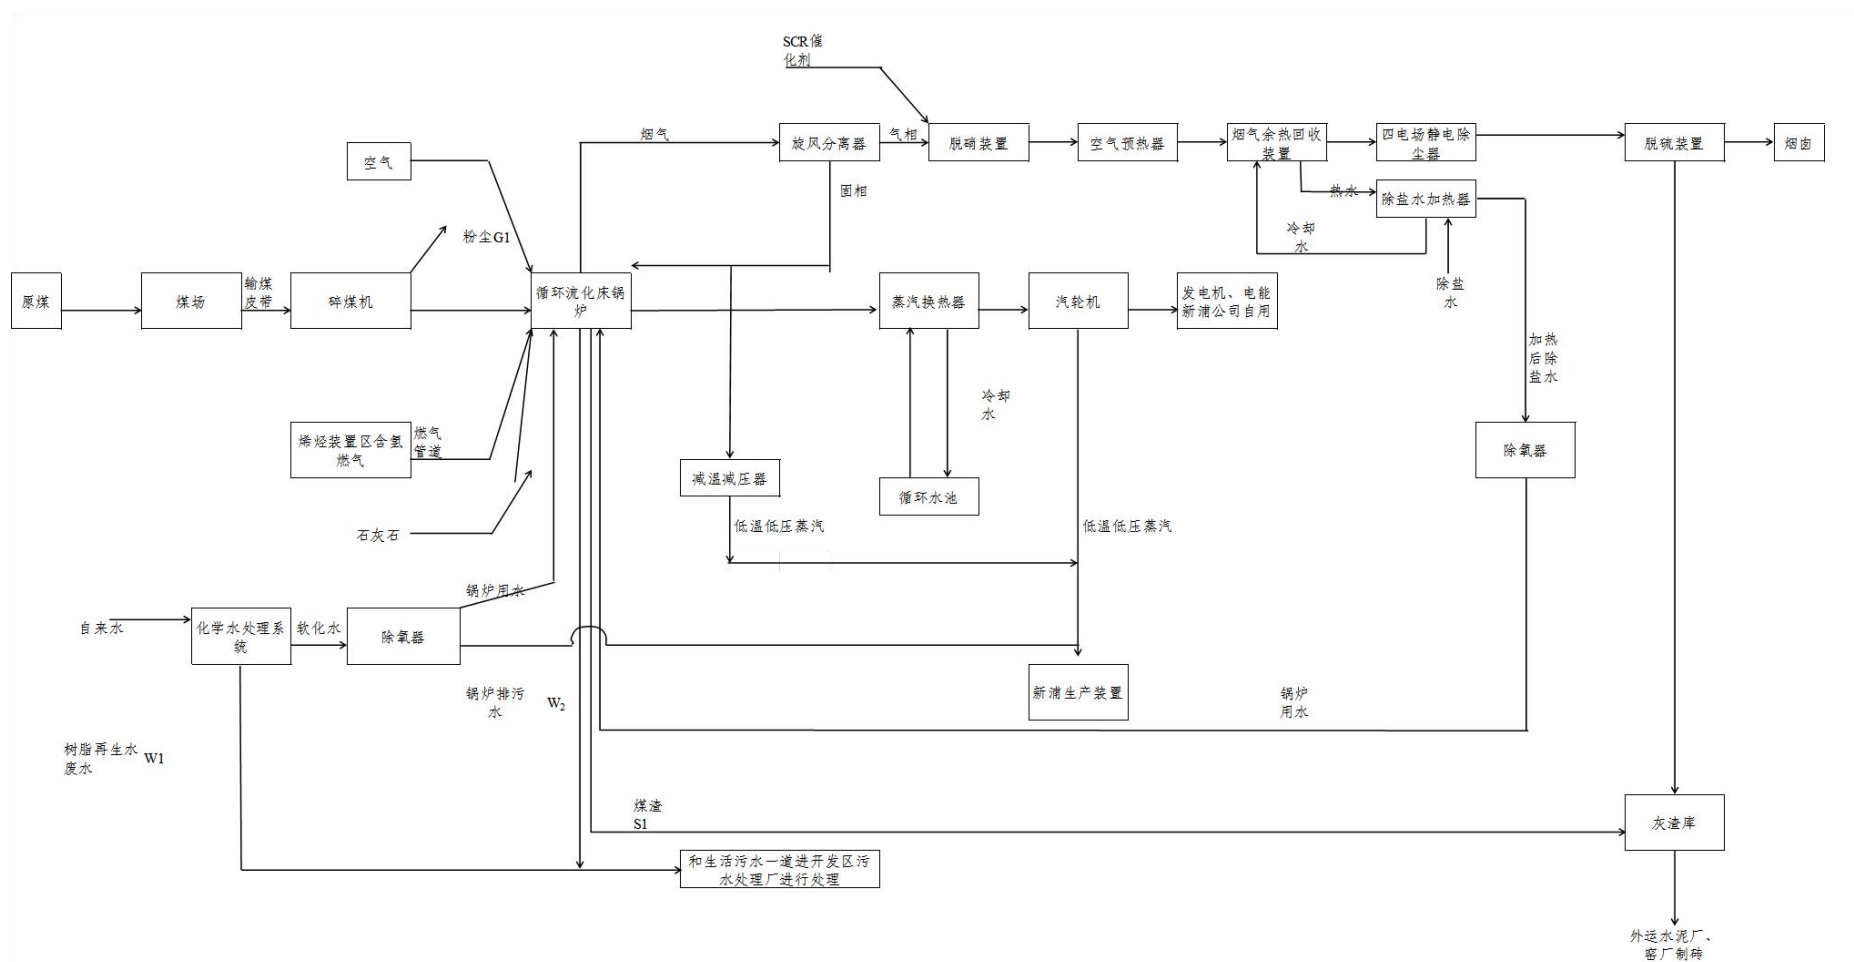 SCR催
化剂
烟气
旋风分离器
气相
脱硝装置
空气预热器
烟气余热回收
装置
四电场静电除
尘器
脱硫装置
烟囱
空气
固相
热水
除盐水加热器
粉尘G1
冷却
水
除盐
水
原煤
煤场
输煤
皮带
碎煤机
循环流化床锅
炉
蒸汽换热器
汽轮机
发电机、电能
新浦公司自用
加热
后除
盐水
冷却
水
烯烃装置区含氢
燃气
燃气
管道
除氧器
减温减压器
循环水池
低温低压蒸汽
低温低压蒸汽
石灰石
锅炉用水
自来水
化学水处理系
统
软化水
除氧器
锅炉排污
水
W2
新浦生产装置
锅炉
用水
树脂再生水
废水
W1
煤渣
S1
灰渣库
和生活污水一道进开发区污
水处理厂进行处理
外运水泥厂、
窑厂制砖